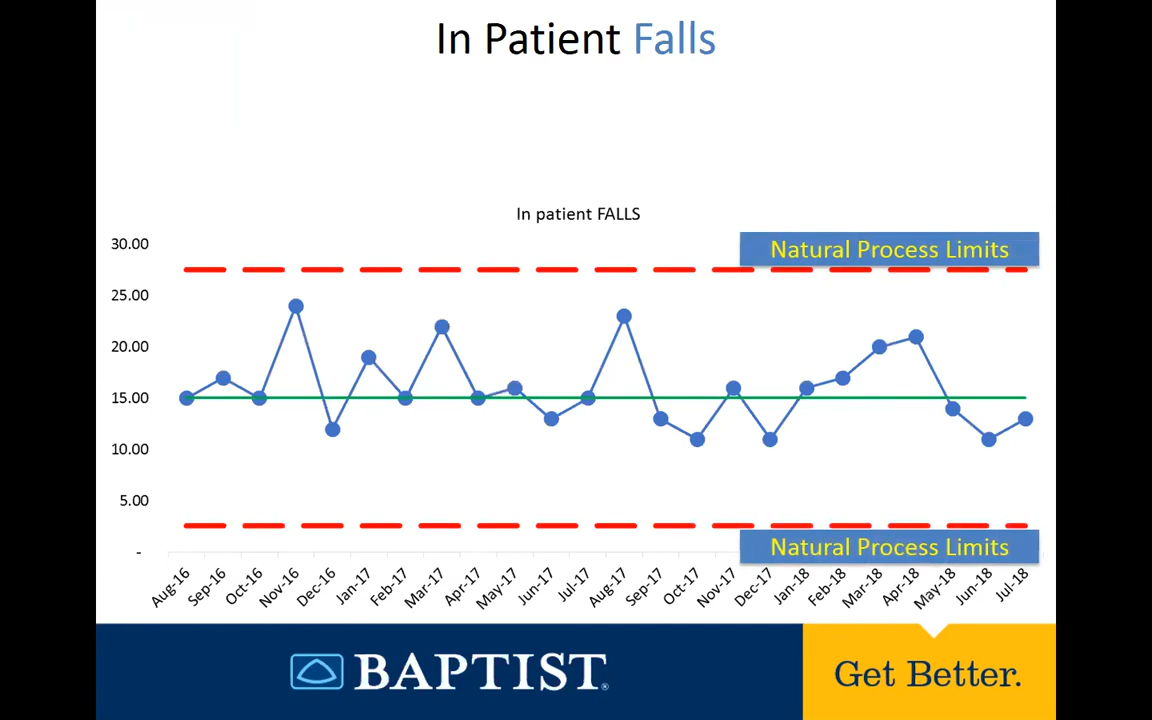 In Patient Falls
In patient FALLS
30.00
Natural Process Limits
25.00
20.00
15.00
10.00
5.00
-
Natural Process Limits
Aug-16 Sep-16 Oct-16 Nov-16 Dec-16 Jan-17 Feb-17 Mar-17 Apr-17 May-17 Jun-17 Jul-17 Aug-17 Sep-17 Oct-17 Nov-17 Dec-17 Jan-18 Feb-18 Mar-18 Apr-18 May-18 Jun-18 Jul-18
BAPTIST®
Get Better.